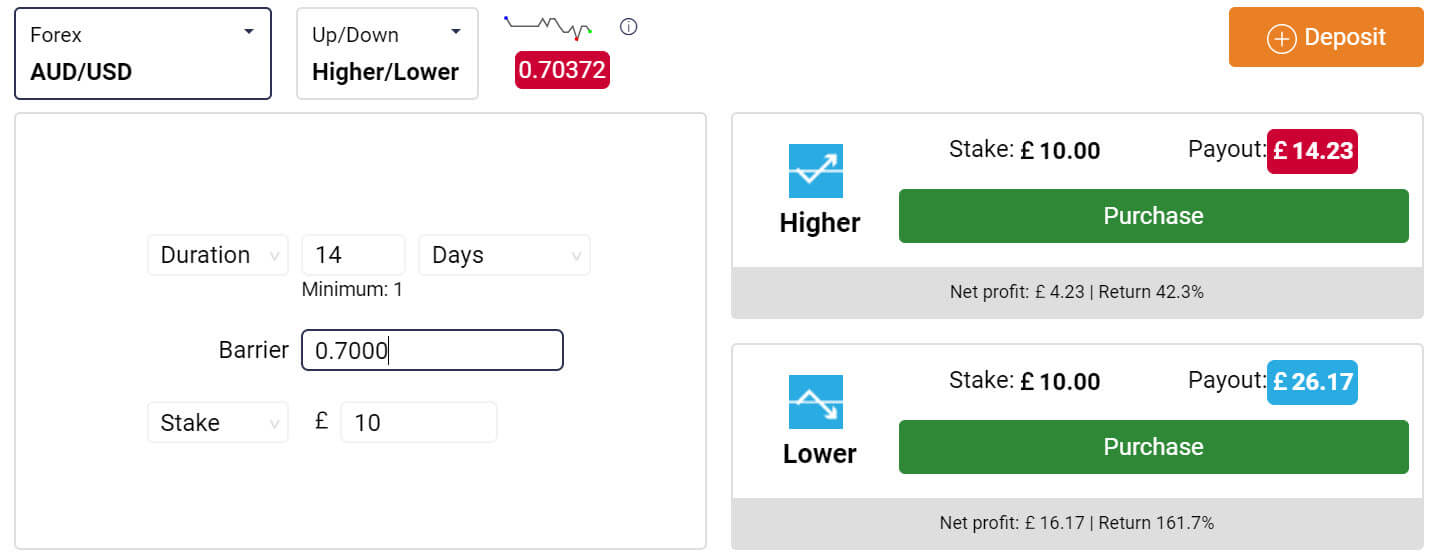 Forex
AUD/USD
Up/Down
Higher/Lower
0.70372
Deposit
Duration 14 Days
Minimum: 1
Barrier 0.7000
Stake £ 10
Stake: £ 10.00 Payout: £ 14.23
Higher
Purchase
Net profit: £ 4.23 | Return 42.3%
Stake: £ 10.00 Payout: £ 26.17
Lower
Purchase
Net profit: £ 16.17 | Return 161.7%